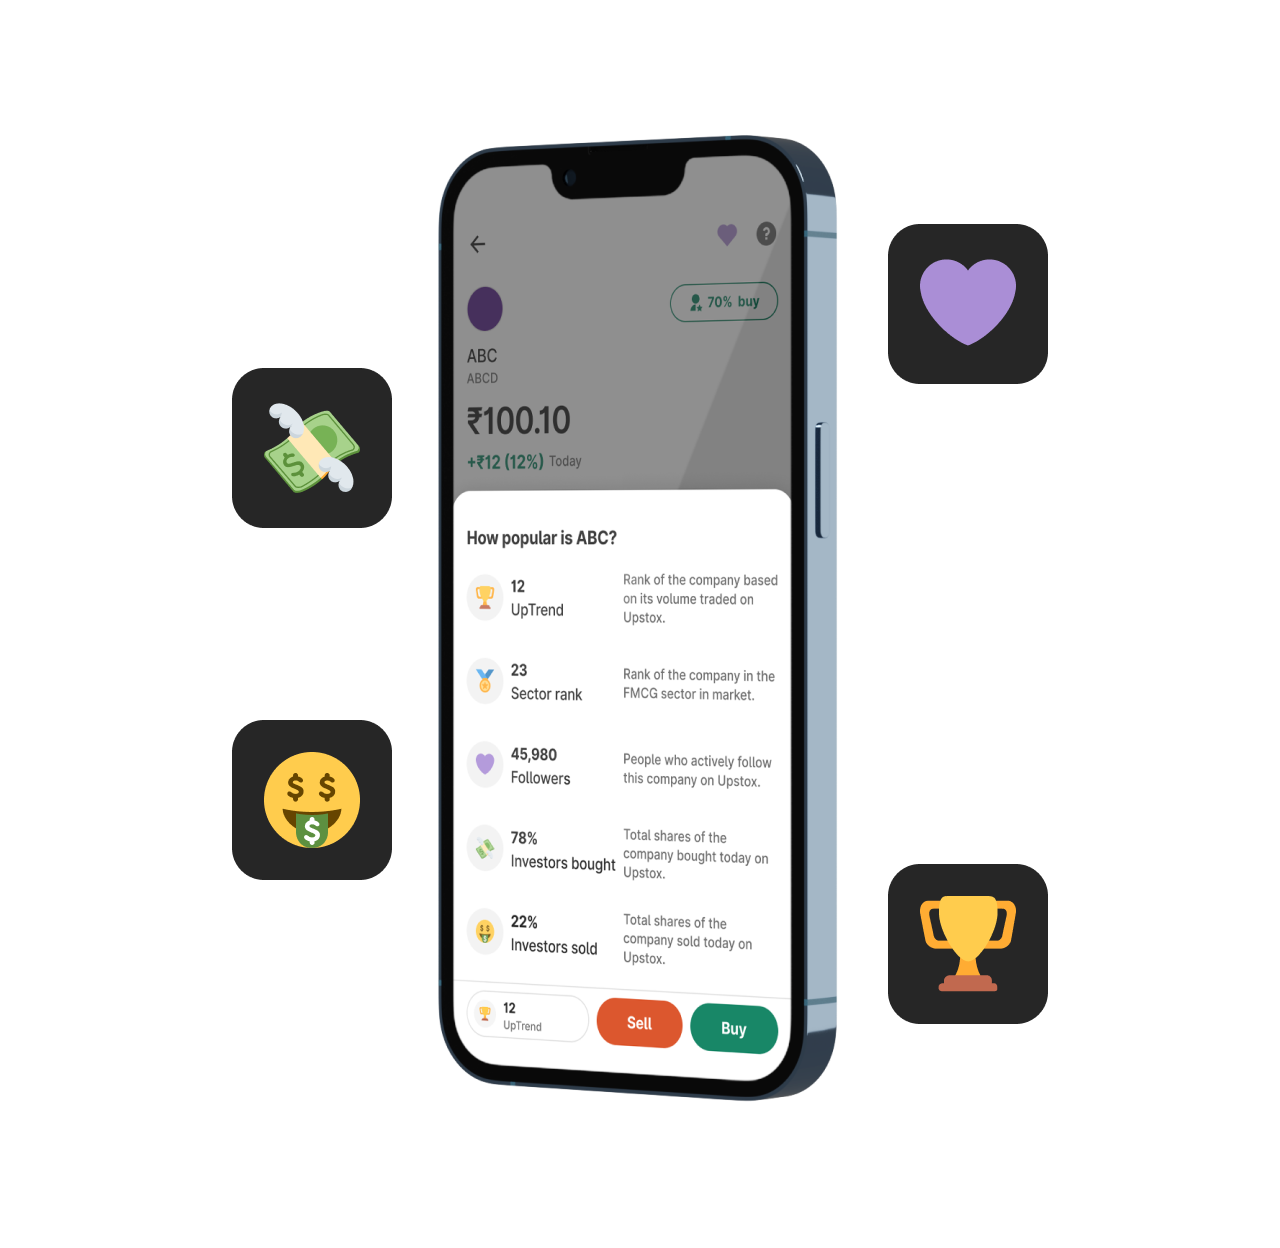 70% buy
ABC
ABCD
₹100.10
+₹12 (12%) Today
How popular is ABC?
12
UpTrend
Rank of the company based
on its volume traded on
Upstox.
23
Sector rank
Rank of the company in the
FMCG sector in market.
45,980
Followers
People who actively follow
this company on Upstox.
78%
Investors bought
Total shares of the
company bought today on
Upstox.
22%
Investors sold
Total shares of the
company sold today on
Upstox.
12
UpTrend
Sell
Buy